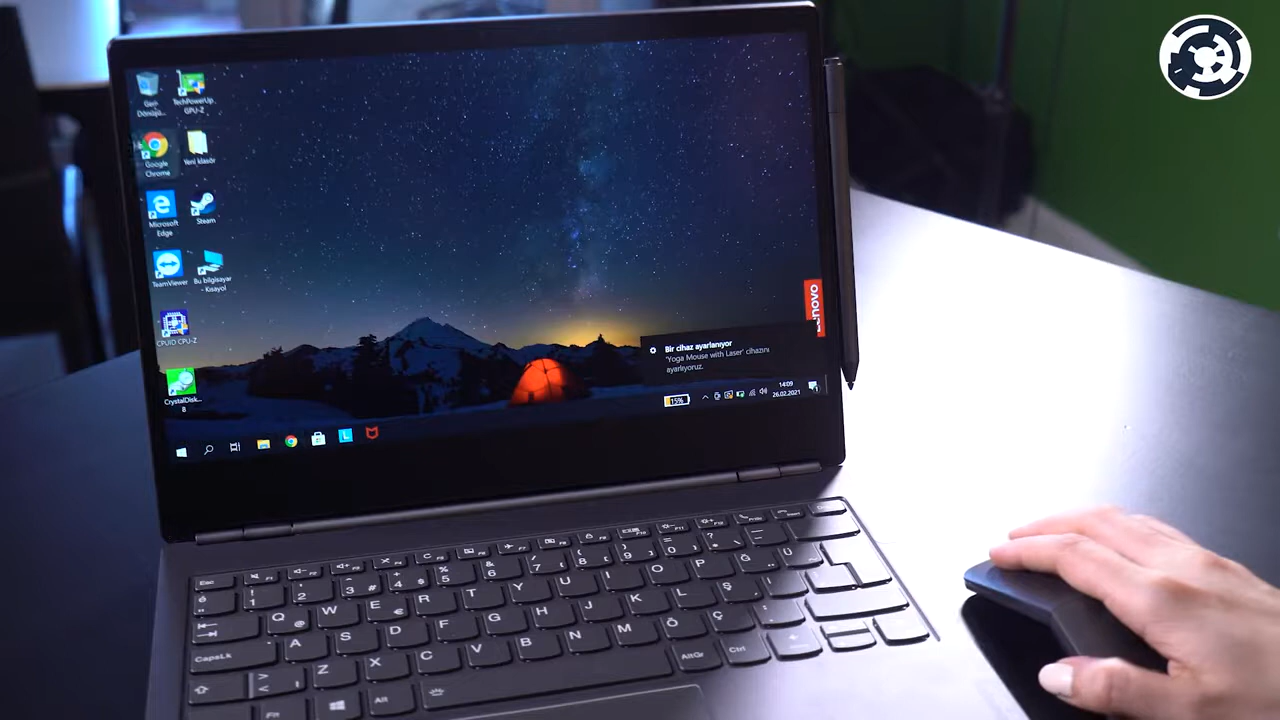 Geri
Dönüşü...
TechPowerUp
GPU-Z
Google
Chrome
Yeni klasör
Microsoft
Edge
Steam
TeamViewer
Bu bilgisayar
- Kısayol
CPUID CPU-Z
CrystalDisk...
8
Lenovo
Bir cihaz ayarlanıyor
'Yoga Mouse with Laser' cihazını
ayarlıyoruz.
15%
14:09
26.02.2021
Esc
Q W E R T Y U I O P Ğ Ü
CapsLk A S D F G H J K L Ş
Z X C V B N M Ö Ç
Fn Alt AltGr Ctrl